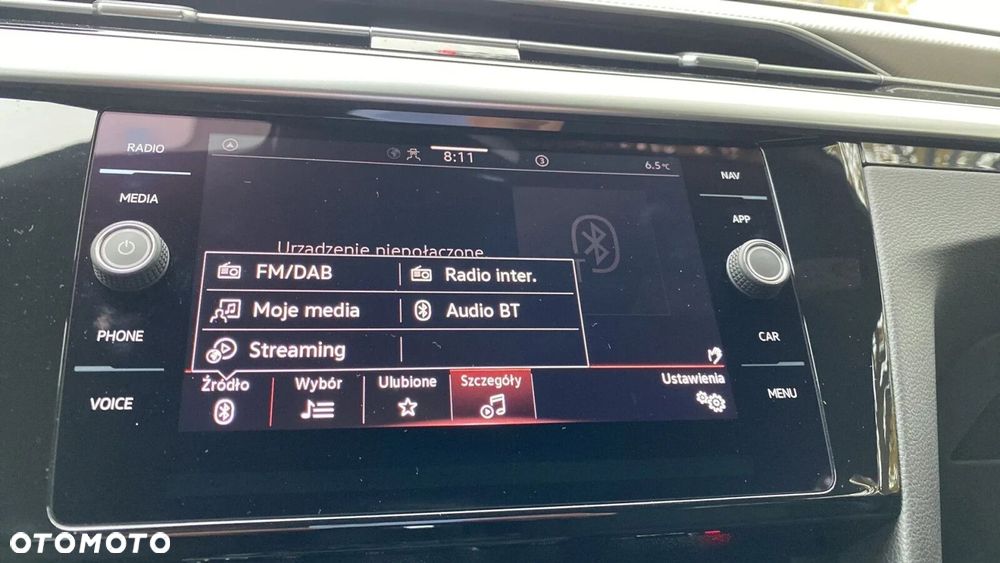 RADIO
MEDIA
PHONE
VOICE
8:11
3
6.5°C
Urządzenie niepołączone
FM/DAB
Radio inter.
Moje media
Audio BT
Streaming
Źródło
Wybór
Ulubione
Szczegóły
Ustawienia
NAV
APP
CAR
MENU
OTOMOTO